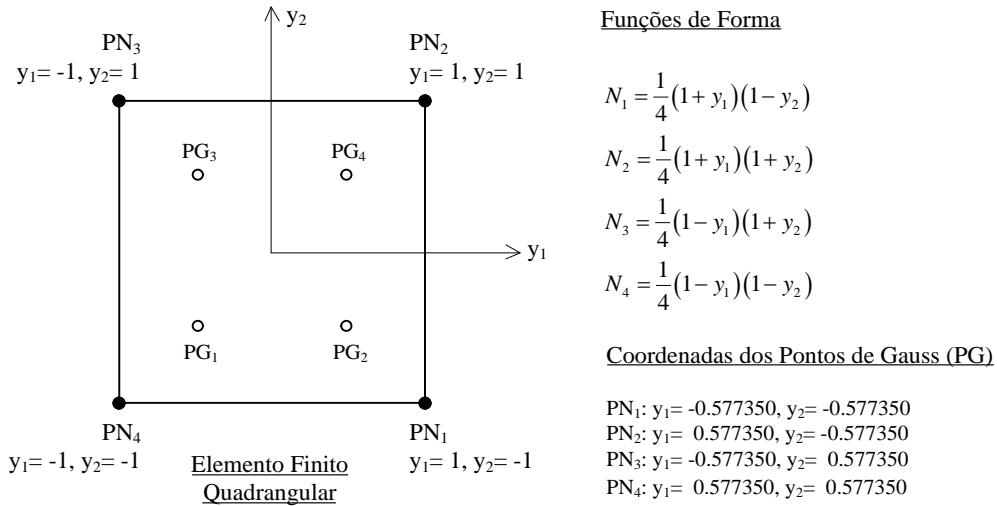 y₂
PN₃
y₁= -1, y₂= 1
PN₂
y₁= 1, y₂= 1
PG₃
PG₄
y₁
PG₁
PG₂
PN₄
y₁= -1, y₂= -1
PN₁
y₁= 1, y₂= -1
Elemento Finito
Quadrangular
Funções de Forma
N₁ = 1/4 (1 + y₁)(1 − y₂)
N₂ = 1/4 (1 + y₁)(1 + y₂)
N₃ = 1/4 (1 − y₁)(1 + y₂)
N₄ = 1/4 (1 − y₁)(1 − y₂)
Coordenadas dos Pontos de Gauss (PG)
PN₁: y₁= -0.577350, y₂= -0.577350
PN₂: y₁= 0.577350, y₂= -0.577350
PN₃: y₁= -0.577350, y₂= 0.577350
PN₄: y₁= 0.577350, y₂= 0.577350